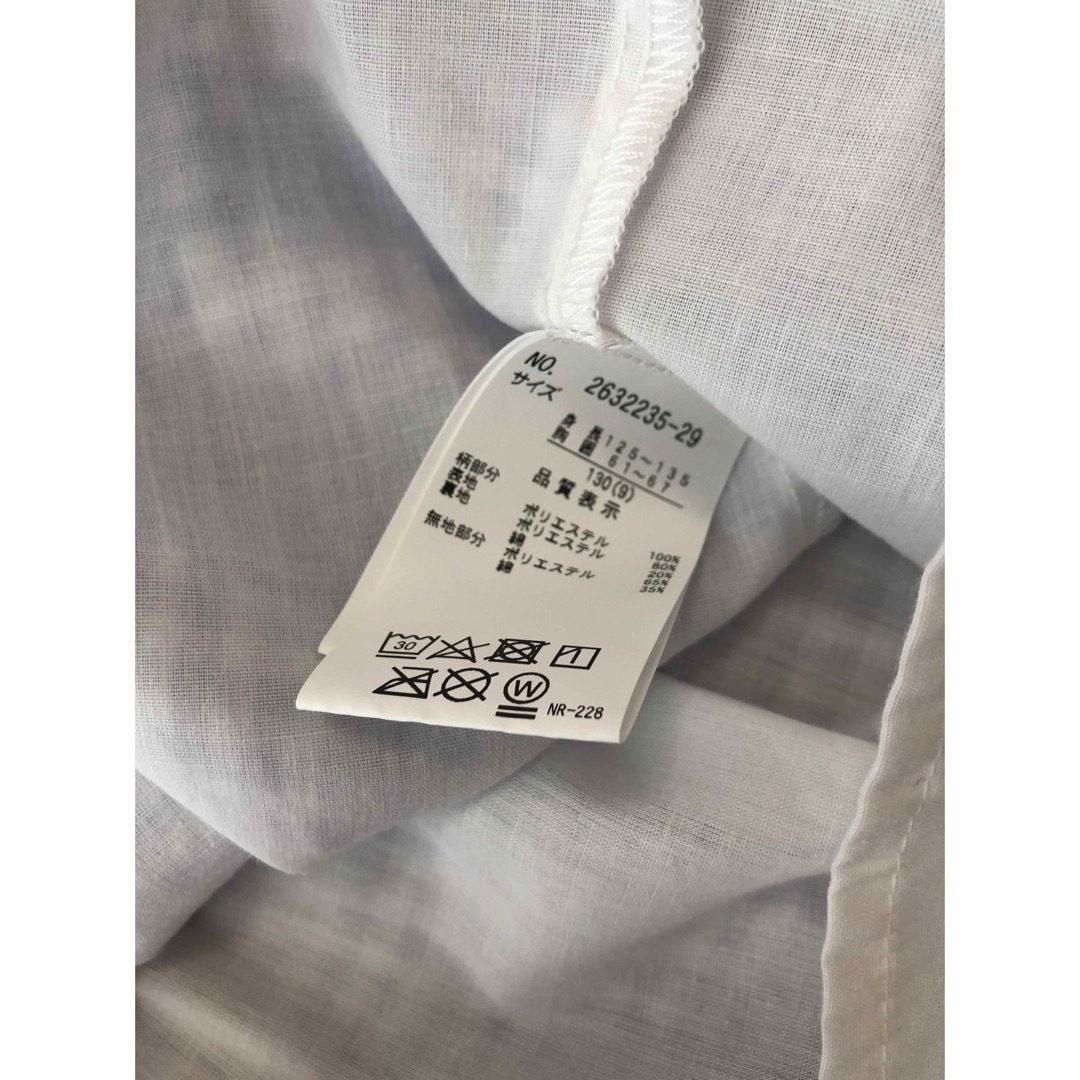 NO. 2632235-29
サイズ
身長 125~135
胸囲 61~67
130(9)
品質表示
柄部分
表地 ポリエステル 100%
裏地 ポリエステル 80%
綿 20%
無地部分 ポリエステル 65%
綿 35%
30
1
W
NR-228